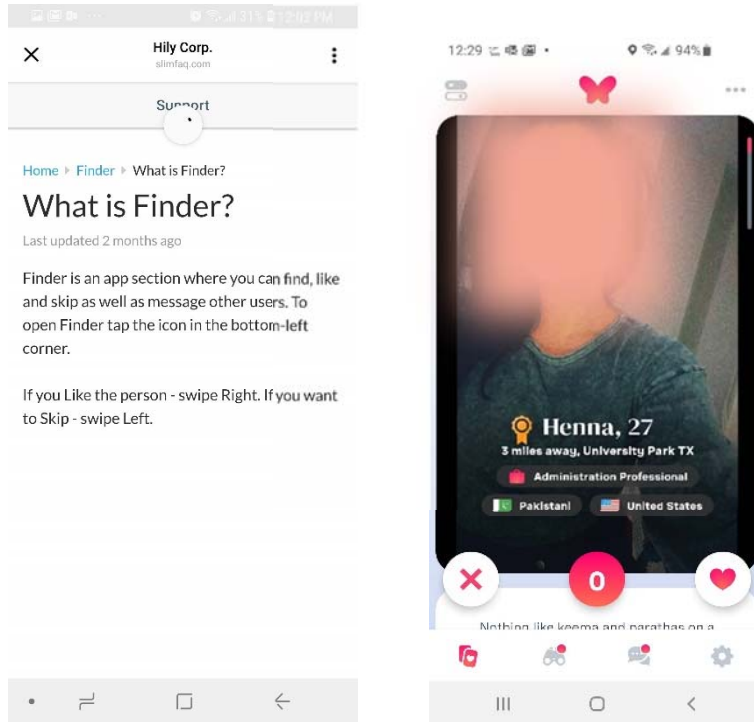 31% 12:02 PM
Hily Corp.
slimfaq.com
Support
Home Finder What is Finder?
What is Finder?
Last updated 2 months ago
Finder is an app section where you can find, like
and skip as well as message other users. To
open Finder tap the icon in the bottom-left
corner.
If you Like the person - swipe Right. If you want
to Skip - swipe Left.
12:29 94%
Henna, 27
3 miles away, University Park TX
Administration Professional
Pakistani United States
0
Nothing like keema and parathas on a